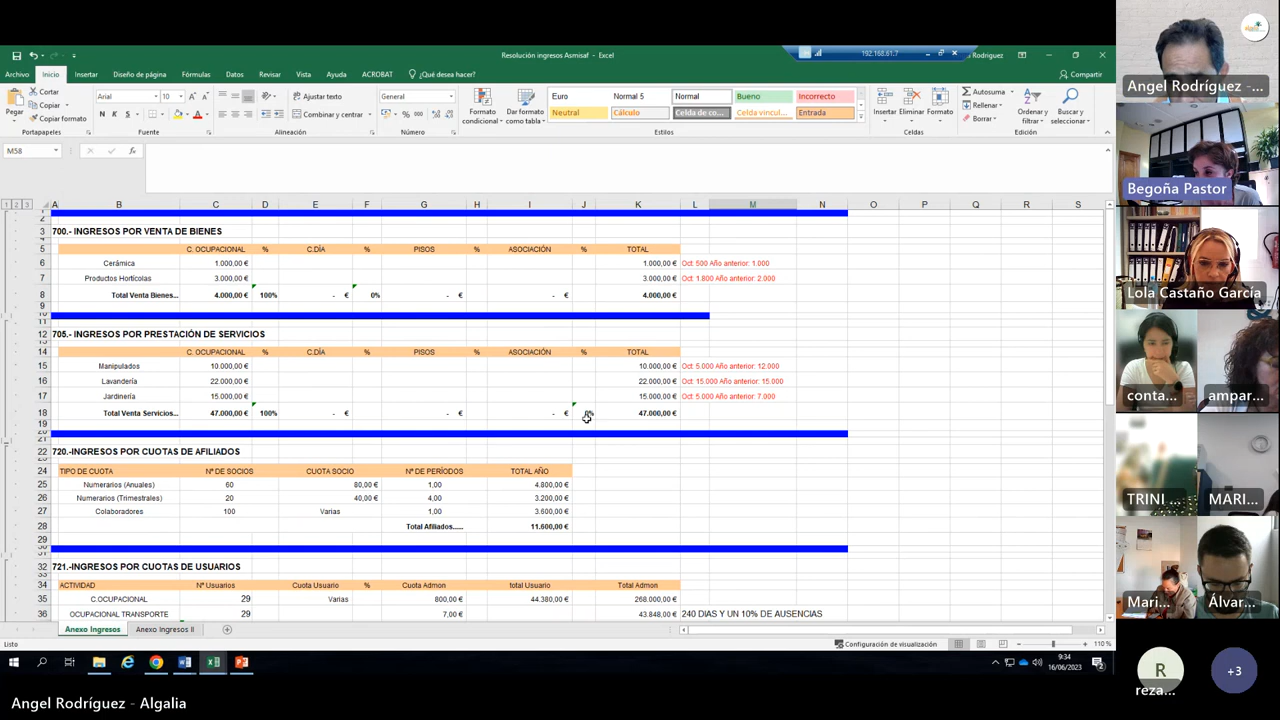 Resolución ingresos Asmisaf - Excel
192.168.61.7
Rodriguez
Archivo Inicio Insertar Diseño de página Fórmulas Datos Revisar Vista Ayuda ACROBAT ¿Qué desea hacer? Compartir
Pegar Cortar Copiar Copiar formato Portapapeles
Arial 10 N K S Fuente
Ajustar texto Combinar y centrar Alineación
General % 000 Número
Formato condicional Dar formato como tabla
Euro Normal 5 Normal Bueno Incorrecto
Neutral Cálculo Celda de co... Celda vincul... Entrada
Estilos
Insertar Eliminar Formato Celdas
Autosuma Rellenar Borrar Ordenar y filtrar Buscar y seleccionar Edición
M58
A B C D E F G H I J K L M N O P Q R S
700.- INGRESOS POR VENTA DE BIENES
C. OCUPACIONAL % C.DÍA % PISOS % ASOCIACIÓN % TOTAL
Cerámica 1.000,00 € 1.000,00 € Oct: 500 Año anterior: 1.000
Productos Hortícolas 3.000,00 € 3.000,00 € Oct: 1.800 Año anterior: 2.000
Total Venta Bienes... 4.000,00 € 100% - € 0% - € - € 4.000,00 €
705.- INGRESOS POR PRESTACIÓN DE SERVICIOS
C. OCUPACIONAL % C.DÍA % PISOS % ASOCIACIÓN % TOTAL
Manipulados 10.000,00 € 10.000,00 € Oct: 5.000 Año anterior: 12.000
Lavandería 22.000,00 € 22.000,00 € Oct: 15.000 Año anterior: 15.000
Jardinería 15.000,00 € 15.000,00 € Oct: 5.000 Año anterior: 7.000
Total Venta Servicios... 47.000,00 € 100% - € - € - € 0% 47.000,00 €
720.-INGRESOS POR CUOTAS DE AFILIADOS
TIPO DE CUOTA Nº DE SOCIOS CUOTA SOCIO Nº DE PERÍODOS TOTAL AÑO
Numerarios (Anuales) 60 80,00 € 1,00 4.800,00 €
Numerarios (Trimestrales) 20 40,00 € 4,00 3.200,00 €
Colaboradores 100 Varias 1,00 3.600,00 €
Total Afiliados...... 11.600,00 €
721.-INGRESOS POR CUOTAS DE USUARIOS
ACTIVIDAD Nº Usuarios Cuota Usuario % Cuota Admon total Usuario Total Admon
C.OCUPACIONAL 29 Varias 800,00 € 44.380,00 € 268.000,00 €
OCUPACIONAL TRANSPORTE 29 7,00 € 43.848,00 € 240 DIAS Y UN 10% DE AUSENCIAS
Anexo Ingresos Anexo Ingresos II
Listo Configuración de visualización 110 %
9:34
16/06/2023
Angel Rodríguez - Algalia
Angel Rodríguez -...
Begoña Pastor
Lola Castaño García
conta... ampar...
TRINI ... MARI...
Mari... Álvar...
R +3
reza...